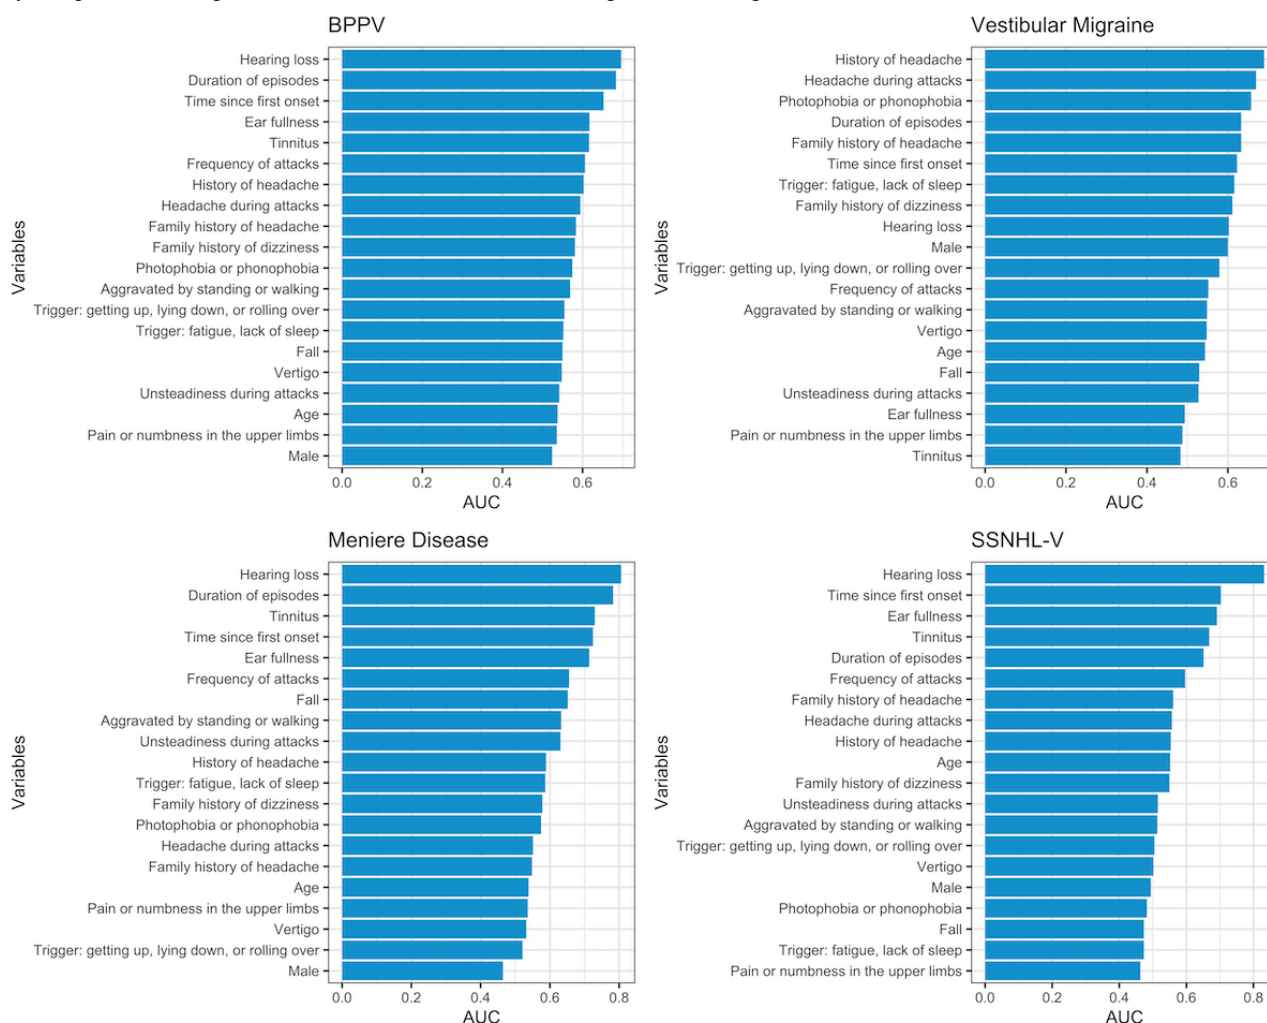 BPPV
Hearing loss
Duration of episodes
Time since first onset
Ear fullness
Tinnitus
Frequency of attacks
History of headache
Headache during attacks
Family history of headache
Family history of dizziness
Photophobia or phonophobia
Aggravated by standing or walking
Trigger: getting up, lying down, or rolling over
Trigger: fatigue, lack of sleep
Fall
Vertigo
Unsteadiness during attacks
Age
Pain or numbness in the upper limbs
Male
Variables
0.0 0.2 0.4 0.6
AUC
Vestibular Migraine
History of headache
Headache during attacks
Photophobia or phonophobia
Duration of episodes
Family history of headache
Time since first onset
Trigger: fatigue, lack of sleep
Family history of dizziness
Hearing loss
Male
Trigger: getting up, lying down, or rolling over
Frequency of attacks
Aggravated by standing or walking
Vertigo
Age
Fall
Unsteadiness during attacks
Ear fullness
Pain or numbness in the upper limbs
Tinnitus
Variables
0.0 0.2 0.4 0.6
AUC
Meniere Disease
Hearing loss
Duration of episodes
Tinnitus
Time since first onset
Ear fullness
Frequency of attacks
Fall
Aggravated by standing or walking
Unsteadiness during attacks
History of headache
Trigger: fatigue, lack of sleep
Family history of dizziness
Photophobia or phonophobia
Headache during attacks
Family history of headache
Age
Pain or numbness in the upper limbs
Vertigo
Trigger: getting up, lying down, or rolling over
Male
Variables
0.0 0.2 0.4 0.6 0.8
AUC
SSNHL-V
Hearing loss
Time since first onset
Ear fullness
Tinnitus
Duration of episodes
Frequency of attacks
Family history of headache
Headache during attacks
History of headache
Age
Family history of dizziness
Unsteadiness during attacks
Aggravated by standing or walking
Trigger: getting up, lying down, or rolling over
Vertigo
Male
Photophobia or phonophobia
Fall
Trigger: fatigue, lack of sleep
Pain or numbness in the upper limbs
Variables
0.0 0.2 0.4 0.6 0.8
AUC